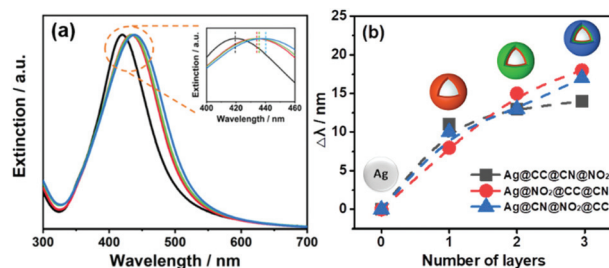 (a)
Extinction / a.u.
Extinction / a.u.
400 420 440 460
Wavelength / nm
300 400 500 600 700
Wavelength / nm
(b)
△λ / nm
25
20
15
10
5
0
Ag
Ag@CC@CN@NO₂
Ag@NO₂@CC@CN
Ag@CN@NO₂@CC
0 1 2 3
Number of layers